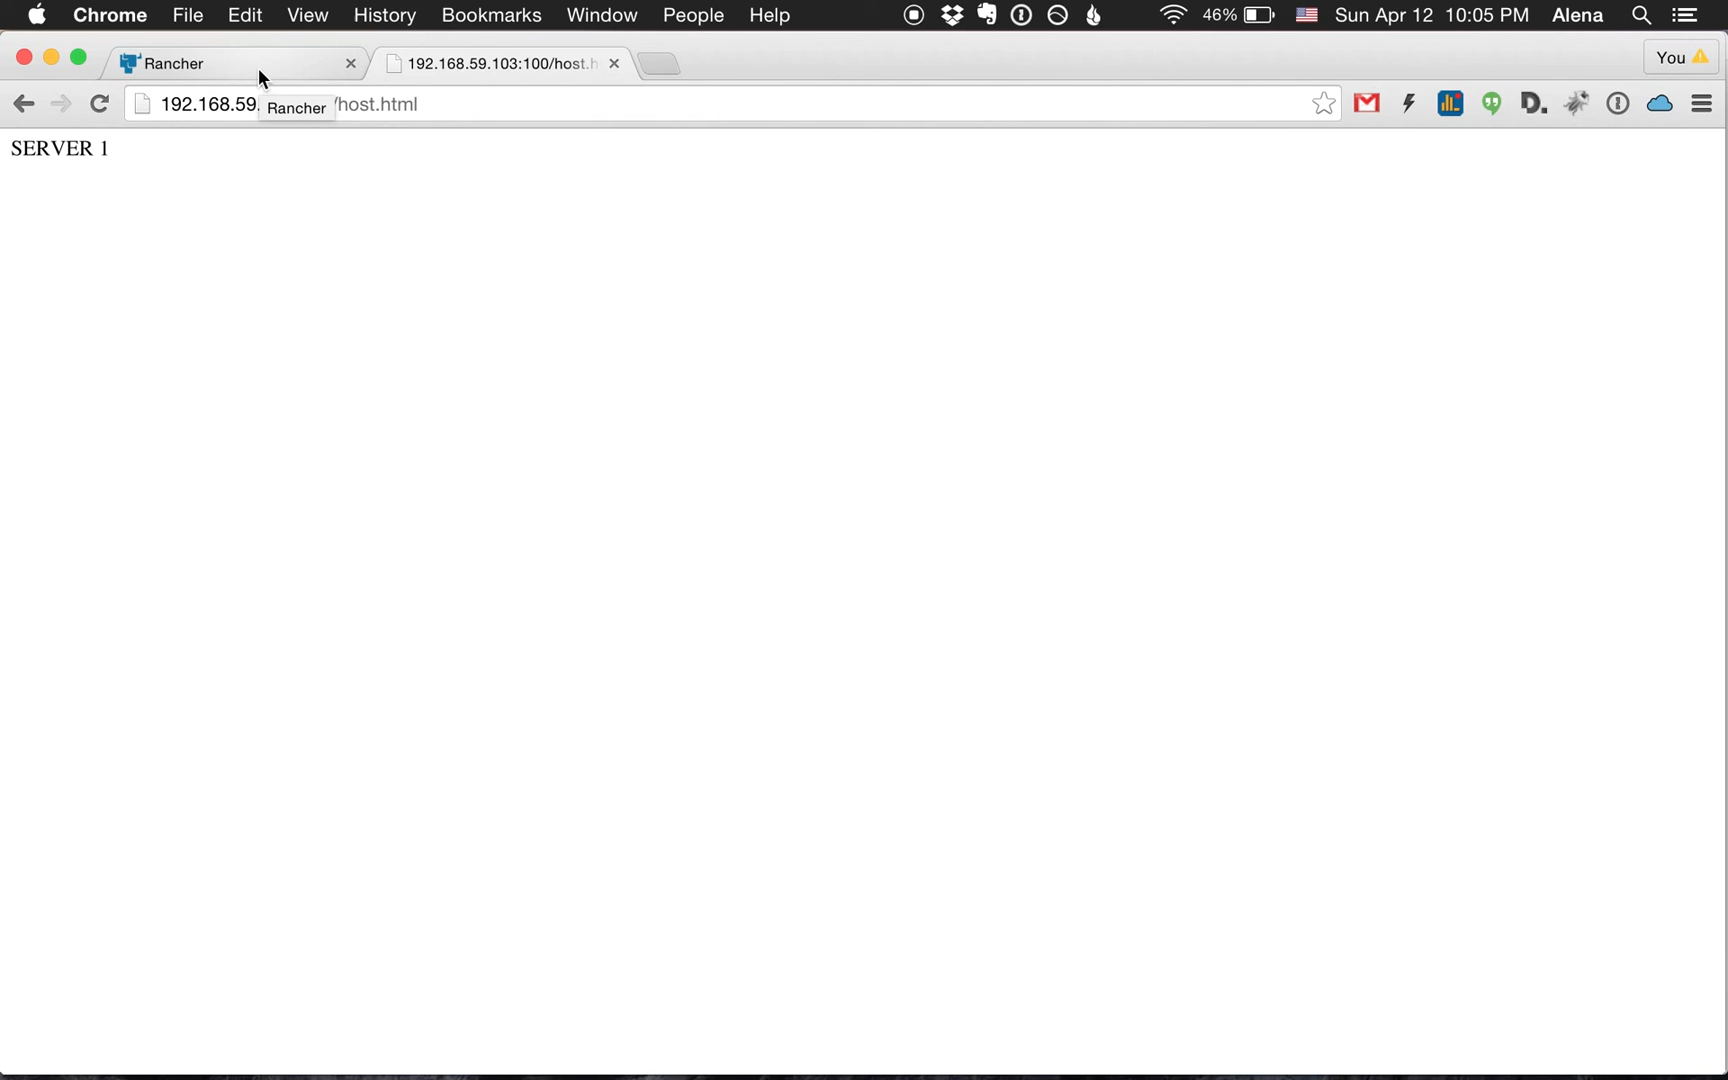 Chrome File Edit View History Bookmarks Window People Help 46% Sun Apr 12 10:05 PM Alena
Rancher 192.168.59.103:100/host.h You
192.168.59. /host.html
Rancher
SERVER 1